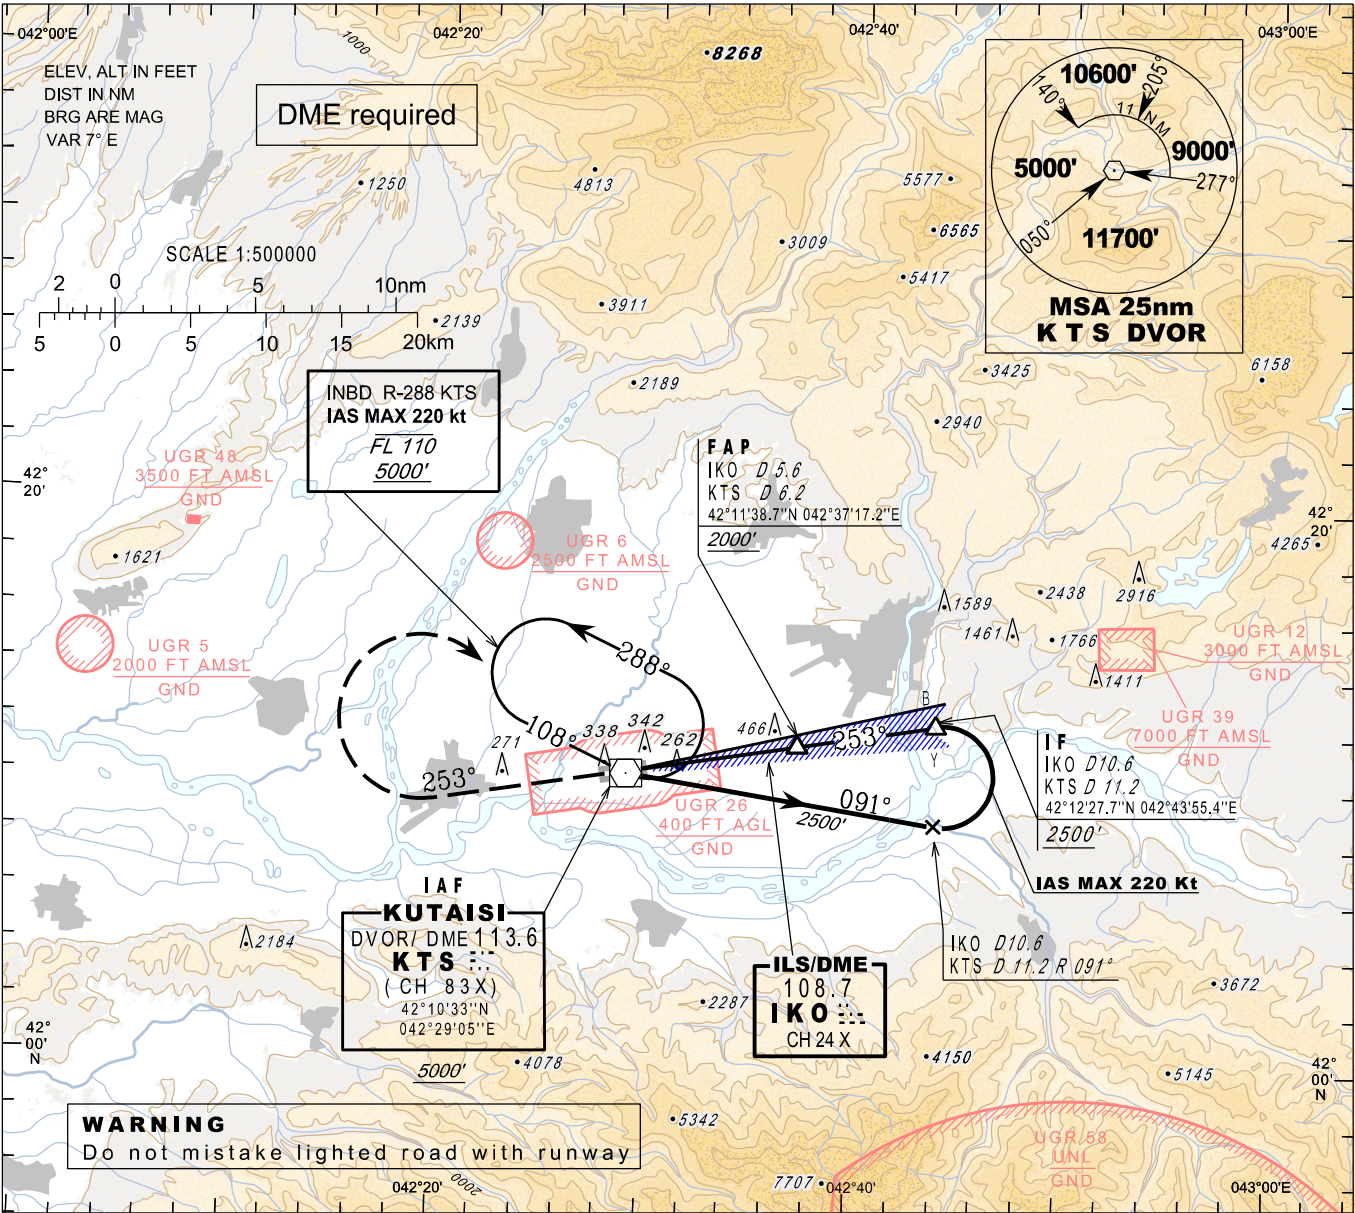 042°00'E
042°20'
042°40'
043°00'E
ELEV, ALT IN FEET
DIST IN NM
BRG ARE MAG
VAR 7° E
DME required
1000
8268
10600'
140°
205°
11 NM
5000'
9000'
277°
050°
11700'
MSA 25nm
KTS DVOR
1250
4813
5577
3009
6565
5417
SCALE 1:500000
2 0 5 10nm
5 0 5 10 15 20km
3911
2139
2189
3425
6158
2940
INBD R-288 KTS
IAS MAX 220 kt
FL 110
5000'
FAP
IKO D 5.6
KTS D 6.2
42°11'38.7"N 042°37'17.2"E
2000'
42°
20'
42°
20'
UGR 48
3500 FT AMSL
GND
UGR 6
2500 FT AMSL
GND
1621
4265
1589
2438
2916
1461
1766
1411
UGR 5
2000 FT AMSL
GND
UGR 12
3000 FT AMSL
GND
UGR 39
7000 FT AMSL
GND
288°
108°
338
342
262
271
466
253°
B
Y
253°
IF
IKO D10.6
KTS D 11.2
42°12'27.7"N 042°43'55.4"E
2500'
091°
2500'
UGR 26
400 FT AGL
GND
IAS MAX 220 Kt
IAF
KUTAISI
DVOR/ DME 113.6
KTS
(CH 83X)
42°10'33"N
042°29'05"E
5000'
2184
ILS/DME
108.7
IKO
CH 24 X
IKO D10.6
KTS D 11.2 R 091°
2287
3672
42°
00'
N
42°
00'
N
4078
4150
5145
5342
WARNING
Do not mistake lighted road with runway
UGR 58
UNL
GND
2000
7707
042°20'
042°40'
043°00'E